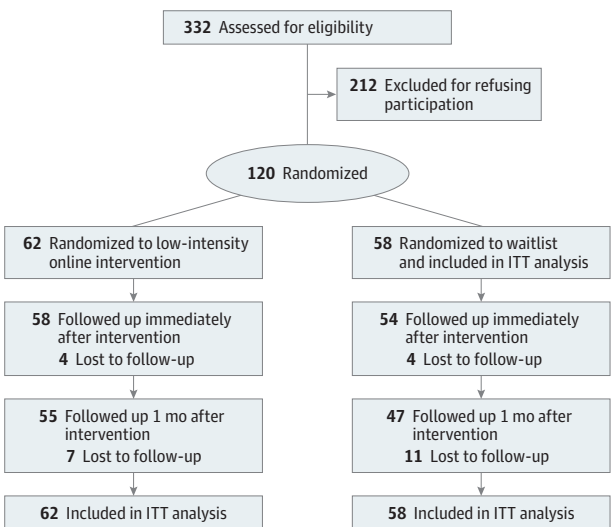 332 Assessed for eligibility
212 Excluded for refusing
participation
120 Randomized
62 Randomized to low-intensity
online intervention
58 Followed up immediately
after intervention
4 Lost to follow-up
55 Followed up 1 mo after
intervention
7 Lost to follow-up
62 Included in ITT analysis
58 Randomized to waitlist
and included in ITT analysis
54 Followed up immediately
after intervention
4 Lost to follow-up
47 Followed up 1 mo after
intervention
11 Lost to follow-up
58 Included in ITT analysis